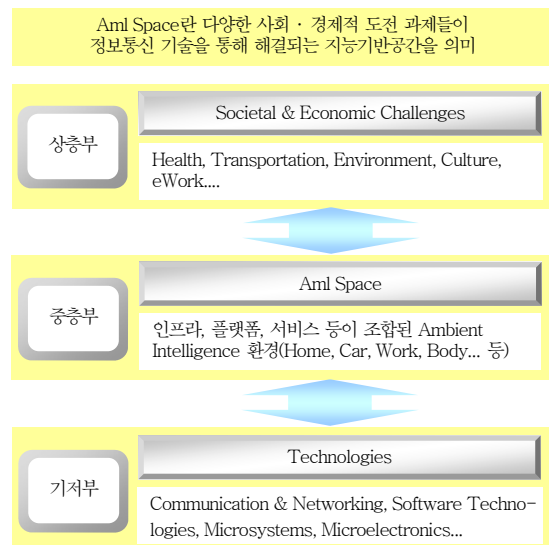 AmI Space란 다양한 사회 · 경제적 도전 과제들이
정보통신 기술을 통해 해결되는 지능기반공간을 의미
상층부
Societal & Economic Challenges
Health, Transportation, Environment, Culture,
eWork....
중층부
AmI Space
인프라, 플랫폼, 서비스 등이 조합된 Ambient
Intelligence 환경(Home, Car, Work, Body... 등)
기저부
Technologies
Communication & Networking, Software Techno-
logies, Microsystems, Microelectronics...